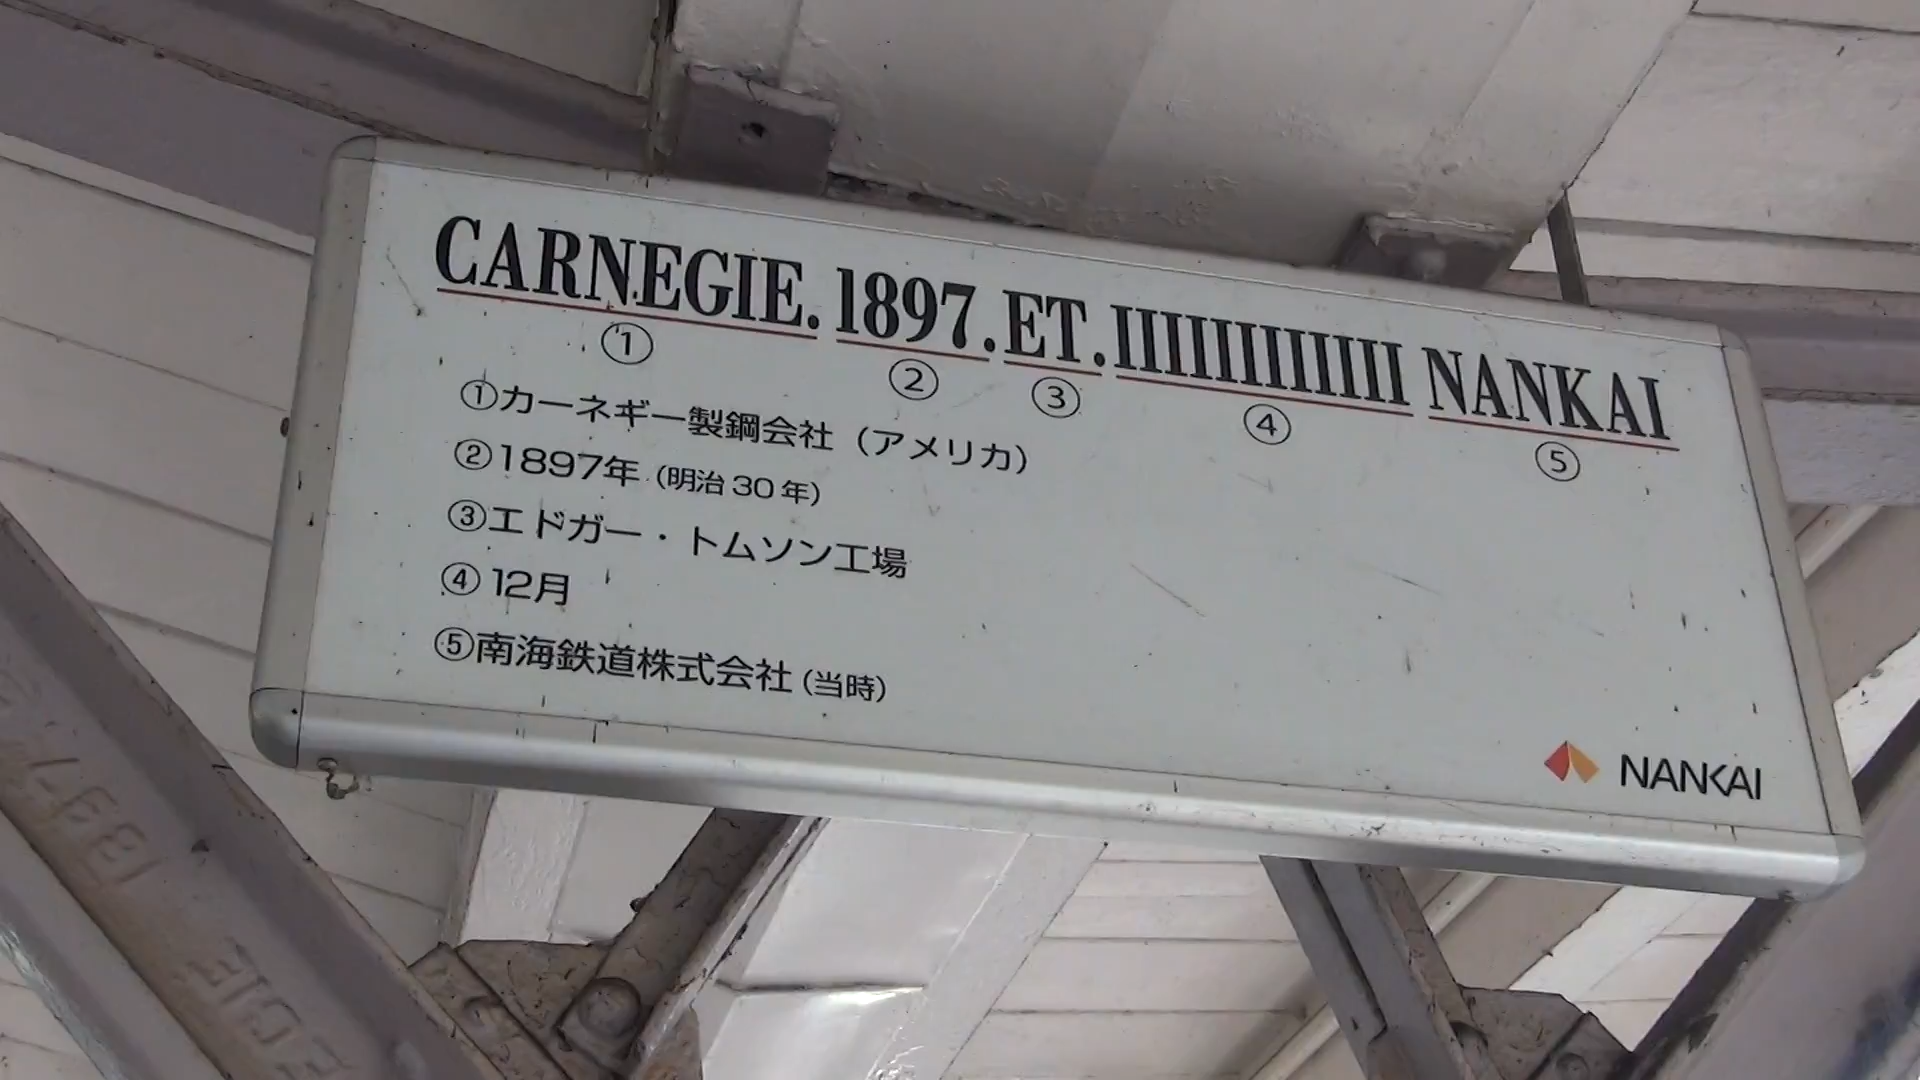 CARNEGIE. 1897. ET. IIIIIIIIIIII NANKAI
① ② ③ ④ ⑤
①カーネギー製鋼会社（アメリカ）
②1897年（明治30年）
③エドガー・トムソン工場
④12月
⑤南海鉄道株式会社（当時）
NANKAI
1897